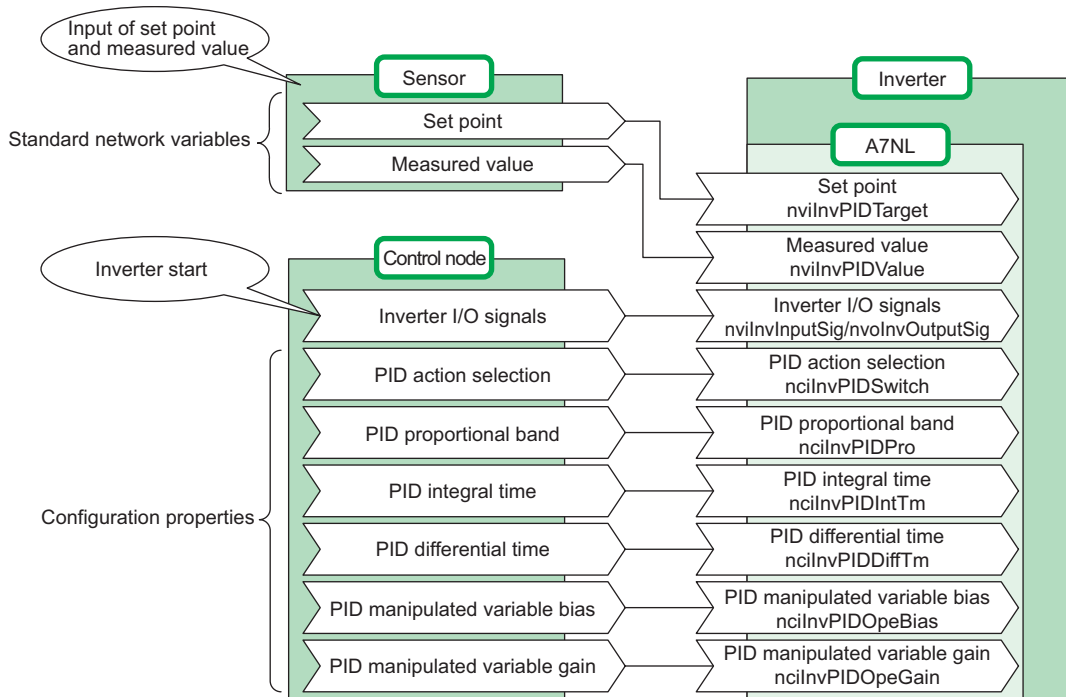 Input of set point
and measured value
Sensor
Inverter
Standard network variables
Set point
Measured value
A7NL
Set point
nviInvPIDTarget
Measured value
nviInvPIDValue
Inverter start
Control node
Inverter I/O signals
Inverter I/O signals
nviInvInputSig/nvoInvOutputSig
Configuration properties
PID action selection
PID action selection
nciInvPIDSwitch
PID proportional band
PID proportional band
nciInvPIDPro
PID integral time
PID integral time
nciInvPIDIntTm
PID differential time
PID differential time
nciInvPIDDiffTm
PID manipulated variable bias
PID manipulated variable bias
nciInvPIDOpeBias
PID manipulated variable gain
PID manipulated variable gain
nciInvPIDOpeGain